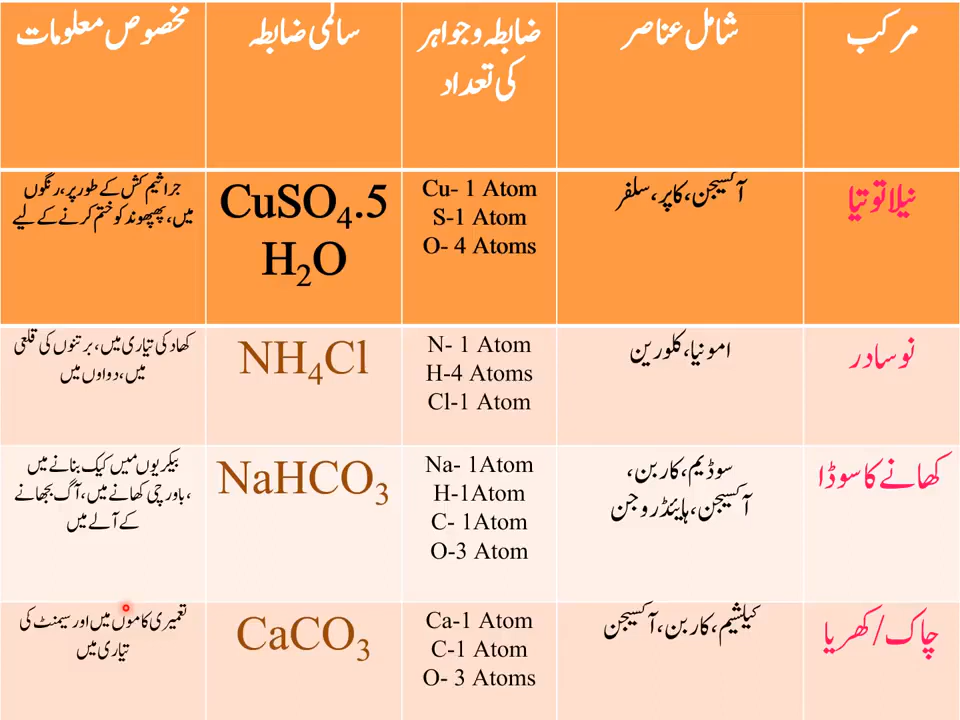 مرکب
شامل عناصر
ضابطہ و جواہر
کی تعداد
سالمی ضابطہ
مخصوص معلومات
نیلا توتیا
آکسیجن، کاپر، سلفر
Cu- 1 Atom
S-1 Atom
O- 4 Atoms
CuSO₄.5
H₂O
جراثیم کش کے طور پر، رنگوں
میں، پھپھوند کو ختم کرنے کے لیے
نوسادر
امونیا، کلورین
N- 1 Atom
H-4 Atoms
Cl-1 Atom
NH₄Cl
کھاد کی تیاری میں، برتنوں کی قلعی
میں، دواوں میں
کھانے کا سوڈا
سوڈیم، کاربن،
آکسیجن، ہائیڈروجن
Na- 1Atom
H-1Atom
C- 1Atom
O-3 Atom
NaHCO₃
بیکریوں میں کیک بنانے میں
،باورچی کھانے میں، آگ بجھانے
کے آلے میں
چاک/کھریا
کیلشیم، کاربن، آکسیجن
Ca-1 Atom
C-1 Atom
O- 3 Atoms
CaCO₃
تعمیری کاموں میں اور سیمنٹ کی
تیاری میں